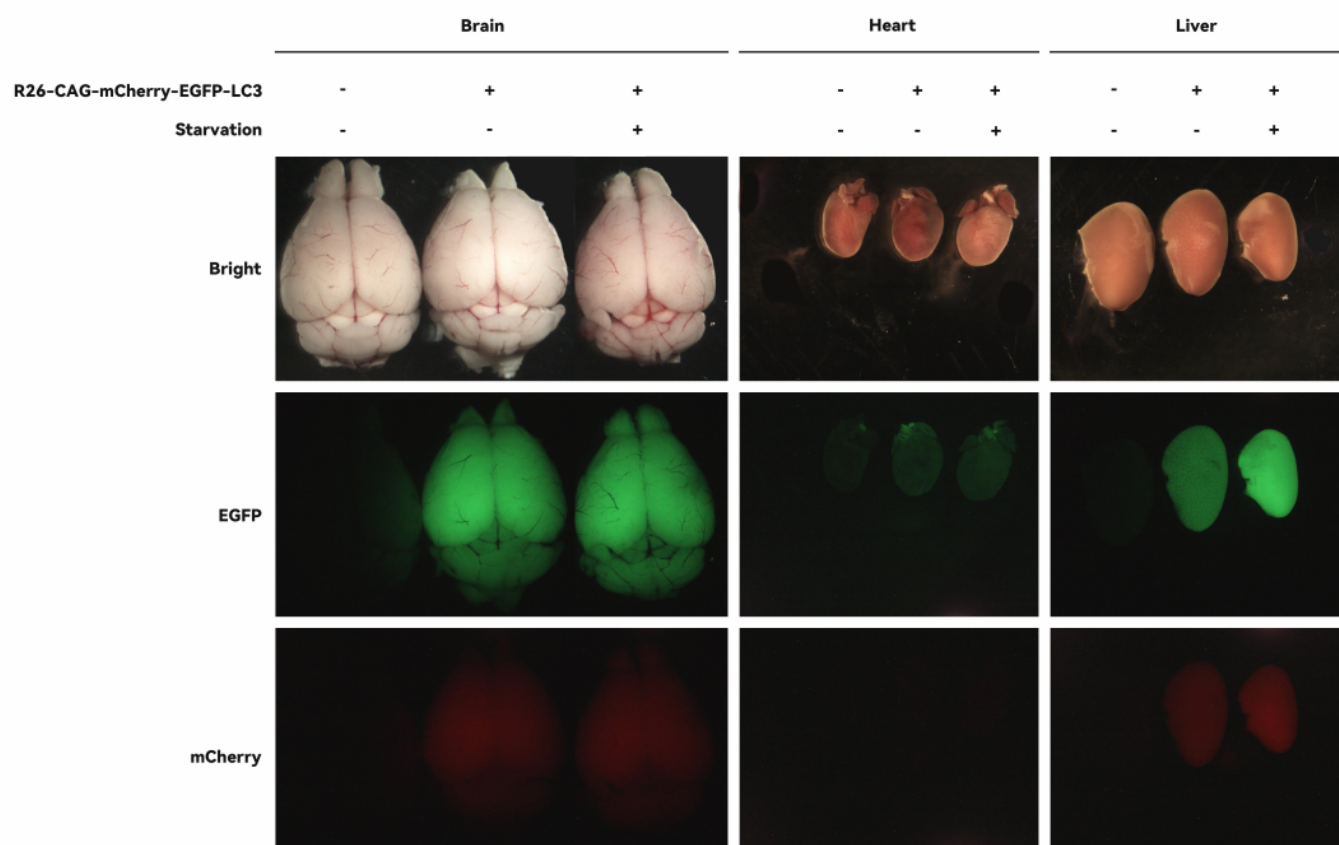 Brain Heart Liver
R26-CAG-mCherry-EGFP-LC3 - + + - + + - + +
Starvation - - + - - + - - +
Bright
EGFP
mCherry